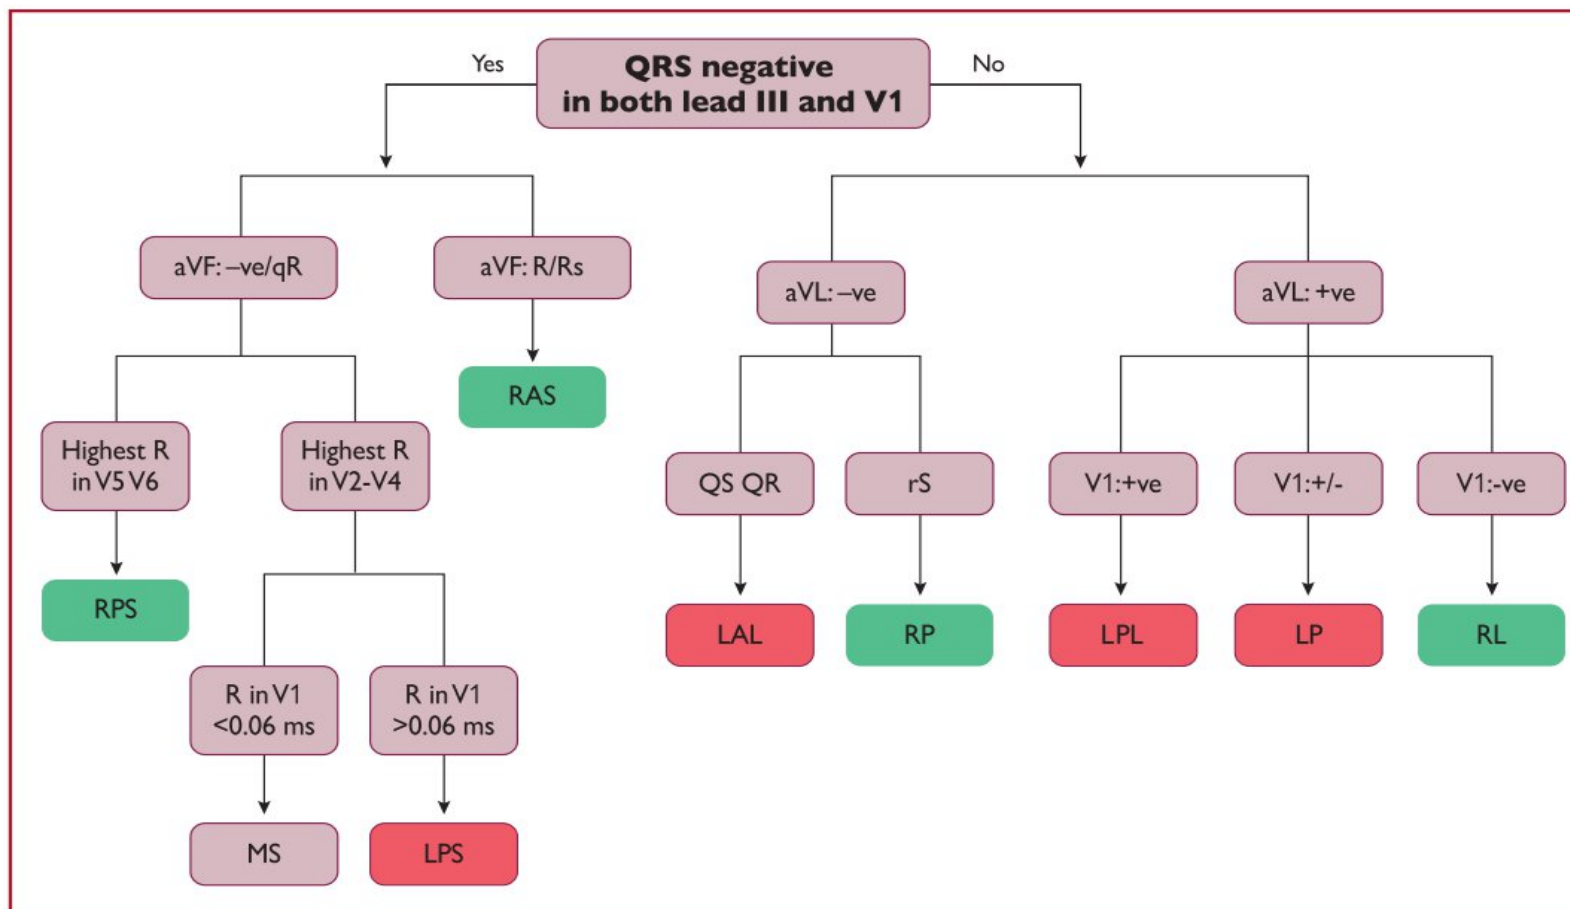 Yes
QRS negative
in both lead III and V1
No
aVF: –ve/qR
aVF: R/Rs
aVL: –ve
aVL: +ve
RAS
Highest R
in V5 V6
Highest R
in V2-V4
QS QR
rS
V1:+ve
V1:+/-
V1:-ve
RPS
LAL
RP
LPL
LP
RL
R in V1
<0.06 ms
R in V1
>0.06 ms
MS
LPS